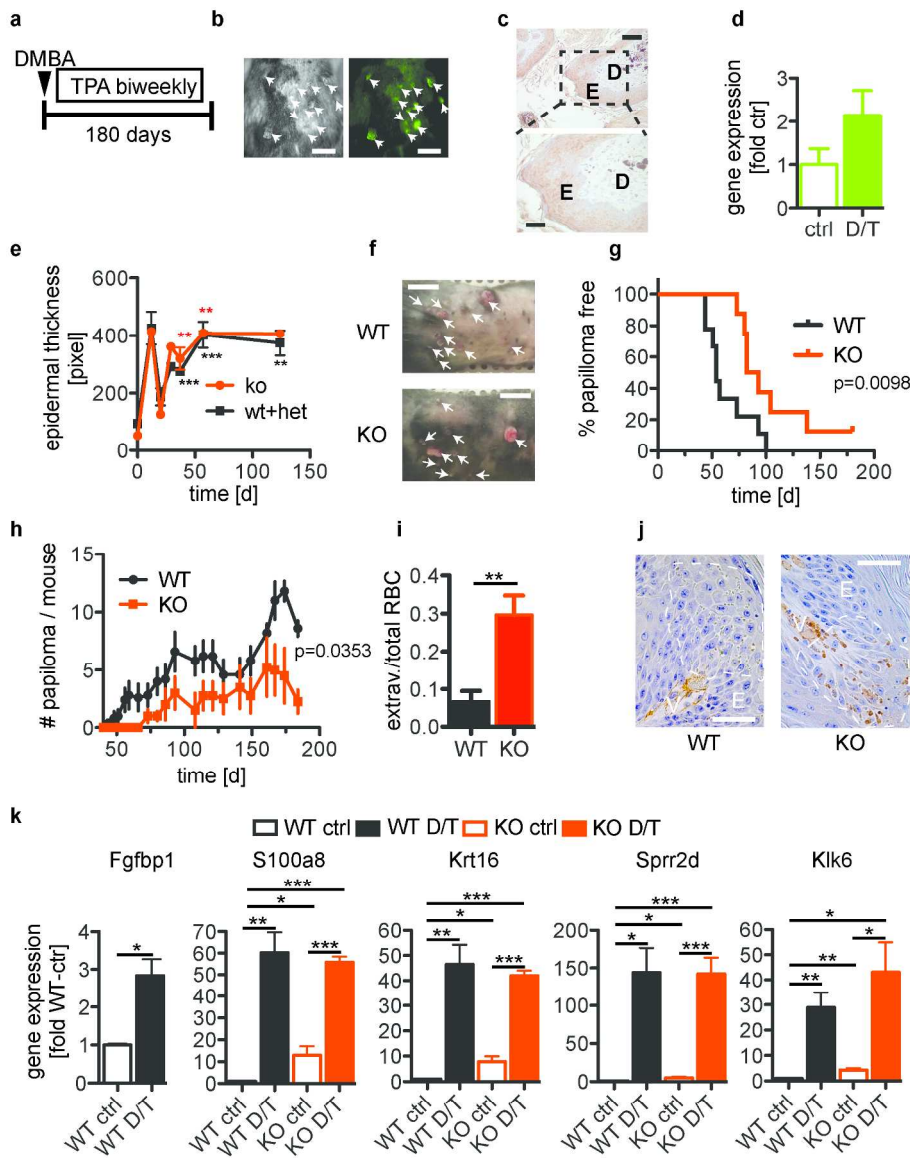 a
DMBA
TPA biweekly
180 days
b
c
D
E
E
D
d
gene expression
[fold ctr]
3
2
1
0
ctrl
D/T
e
epidermal thickness
[pixel]
600
400
200
0
**
**
***
***
**
ko
wt+het
0
50
100
150
time [d]
f
WT
KO
g
% papilloma free
100
80
60
40
20
0
WT
KO
p=0.0098
0
50
100
150
200
time [d]
h
# papiloma / mouse
15
10
5
0
WT
KO
p=0.0353
50
100
150
200
time [d]
i
extrav./total RBC
0.4
0.3
0.2
0.1
0.0
**
WT
KO
j
V
E
E
V
WT
KO
k
WT ctrl
WT D/T
KO ctrl
KO D/T
Fgfbp1
S100a8
Krt16
Sprr2d
Klk6
gene expression
[fold WT-ctr]
4
3
2
1
0
*
WT ctrl
WT D/T
70
60
50
40
30
20
10
0
***
*
**
***
WT ctrl
WT D/T
KO ctrl
KO D/T
60
50
40
30
20
10
0
***
*
**
***
WT ctrl
WT D/T
KO ctrl
KO D/T
200
150
100
50
0
***
*
*
***
WT ctrl
WT D/T
KO ctrl
KO D/T
60
50
40
30
20
10
0
*
**
*
**
WT ctrl
WT D/T
KO ctrl
KO D/T